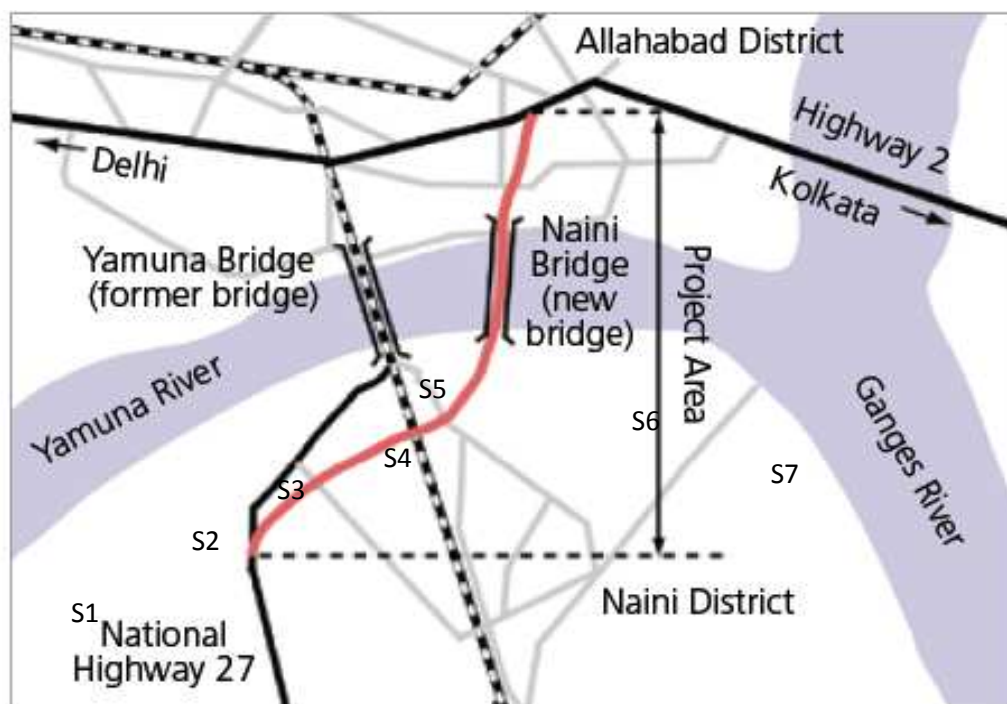 Allahabad District
Highway 2
Delhi
Kolkata
Yamuna Bridge
(former bridge)
Naini
Bridge
(new
bridge)
Project Area
Yamuna River
Ganges River
S5
S6
S4
S7
S3
S2
S1
National
Highway 27
Naini District